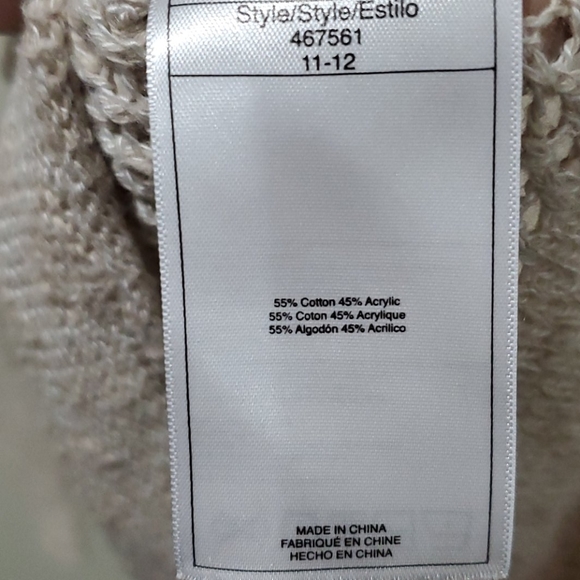 Style/Style/Estilo
467561
11-12
55% Cotton 45% Acrylic
55% Coton 45% Acrylique
55% Algodón 45% Acrilico
MADE IN CHINA
FABRIQUÉ EN CHINE
HECHO EN CHINA